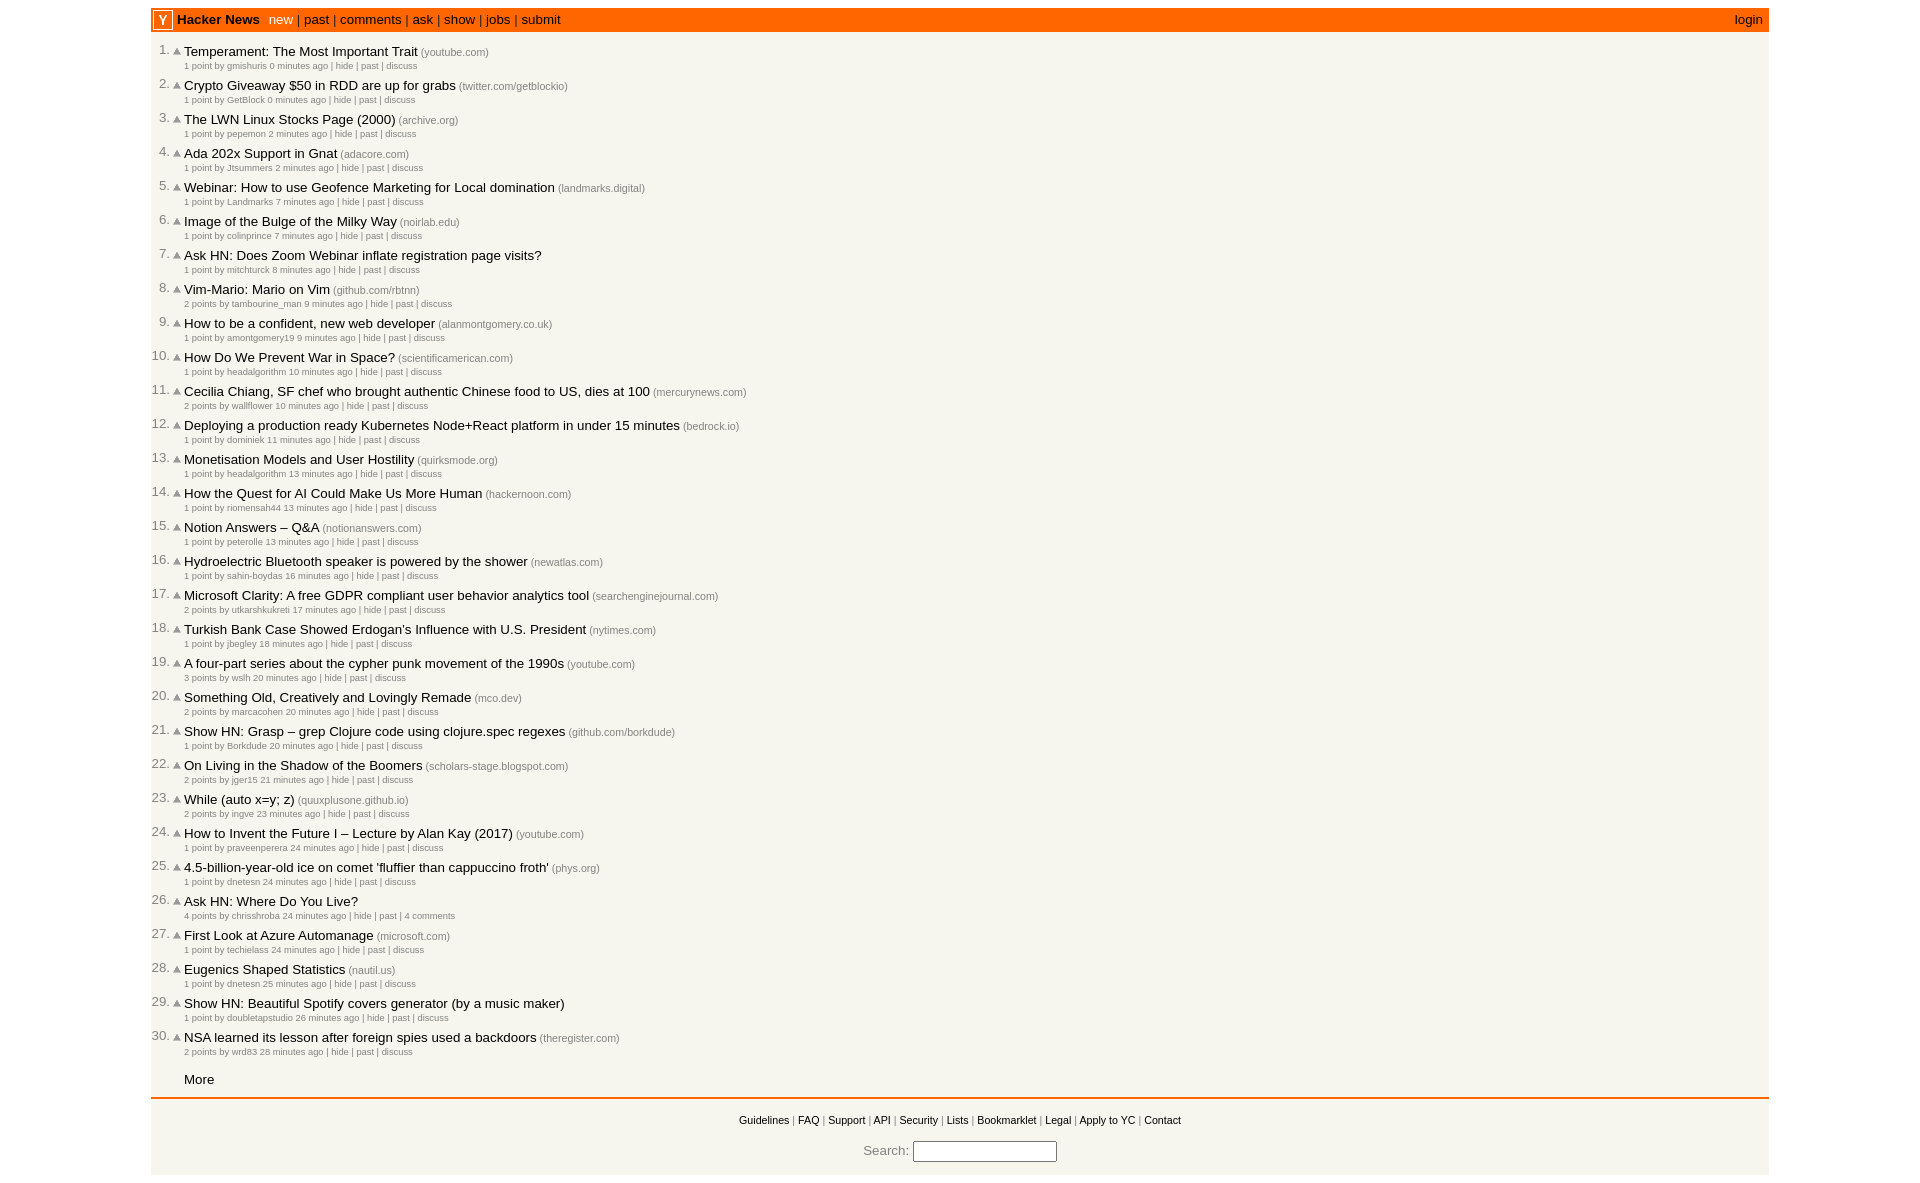 Y Hacker News new | past | comments | ask | show | jobs | submit login
1. Temperament: The Most Important Trait (youtube.com)
1 point by gmishuris 0 minutes ago | hide | past | discuss
2. Crypto Giveaway $50 in RDD are up for grabs (twitter.com/getblockio)
1 point by GetBlock 0 minutes ago | hide | past | discuss
3. The LWN Linux Stocks Page (2000) (archive.org)
1 point by pepemon 2 minutes ago | hide | past | discuss
4. Ada 202x Support in Gnat (adacore.com)
1 point by Jtsummers 2 minutes ago | hide | past | discuss
5. Webinar: How to use Geofence Marketing for Local domination (landmarks.digital)
1 point by Landmarks 7 minutes ago | hide | past | discuss
6. Image of the Bulge of the Milky Way (noirlab.edu)
1 point by colinprince 7 minutes ago | hide | past | discuss
7. Ask HN: Does Zoom Webinar inflate registration page visits?
1 point by mitchturck 8 minutes ago | hide | past | discuss
8. Vim-Mario: Mario on Vim (github.com/rbtnn)
2 points by tambourine_man 9 minutes ago | hide | past | discuss
9. How to be a confident, new web developer (alanmontgomery.co.uk)
1 point by amontgomery19 9 minutes ago | hide | past | discuss
10. How Do We Prevent War in Space? (scientificamerican.com)
1 point by headalgorithm 10 minutes ago | hide | past | discuss
11. Cecilia Chiang, SF chef who brought authentic Chinese food to US, dies at 100 (mercurynews.com)
2 points by wallflower 10 minutes ago | hide | past | discuss
12. Deploying a production ready Kubernetes Node+React platform in under 15 minutes (bedrock.io)
1 point by dominiek 11 minutes ago | hide | past | discuss
13. Monetisation Models and User Hostility (quirksmode.org)
1 point by headalgorithm 13 minutes ago | hide | past | discuss
14. How the Quest for AI Could Make Us More Human (hackernoon.com)
1 point by riomensah44 13 minutes ago | hide | past | discuss
15. Notion Answers – Q&A (notionanswers.com)
1 point by peterolle 13 minutes ago | hide | past | discuss
16. Hydroelectric Bluetooth speaker is powered by the shower (newatlas.com)
1 point by sahin-boydas 16 minutes ago | hide | past | discuss
17. Microsoft Clarity: A free GDPR compliant user behavior analytics tool (searchenginejournal.com)
2 points by utkarshkukreti 17 minutes ago | hide | past | discuss
18. Turkish Bank Case Showed Erdogan's Influence with U.S. President (nytimes.com)
1 point by jbegley 18 minutes ago | hide | past | discuss
19. A four-part series about the cypher punk movement of the 1990s (youtube.com)
3 points by wslh 20 minutes ago | hide | past | discuss
20. Something Old, Creatively and Lovingly Remade (mco.dev)
2 points by marcacohen 20 minutes ago | hide | past | discuss
21. Show HN: Grasp – grep Clojure code using clojure.spec regexes (github.com/borkdude)
1 point by Borkdude 20 minutes ago | hide | past | discuss
22. On Living in the Shadow of the Boomers (scholars-stage.blogspot.com)
2 points by jger15 21 minutes ago | hide | past | discuss
23. While (auto x=y; z) (quuxplusone.github.io)
2 points by ingve 23 minutes ago | hide | past | discuss
24. How to Invent the Future I – Lecture by Alan Kay (2017) (youtube.com)
1 point by praveenperera 24 minutes ago | hide | past | discuss
25. 4.5-billion-year-old ice on comet 'fluffier than cappuccino froth' (phys.org)
1 point by dnetesn 24 minutes ago | hide | past | discuss
26. Ask HN: Where Do You Live?
4 points by chrisshroba 24 minutes ago | hide | past | 4 comments
27. First Look at Azure Automanage (microsoft.com)
1 point by techielass 24 minutes ago | hide | past | discuss
28. Eugenics Shaped Statistics (nautil.us)
1 point by dnetesn 25 minutes ago | hide | past | discuss
29. Show HN: Beautiful Spotify covers generator (by a music maker)
1 point by doubletapstudio 26 minutes ago | hide | past | discuss
30. NSA learned its lesson after foreign spies used a backdoors (theregister.com)
2 points by wrd83 28 minutes ago | hide | past | discuss
More
Guidelines | FAQ | Support | API | Security | Lists | Bookmarklet | Legal | Apply to YC | Contact
Search: